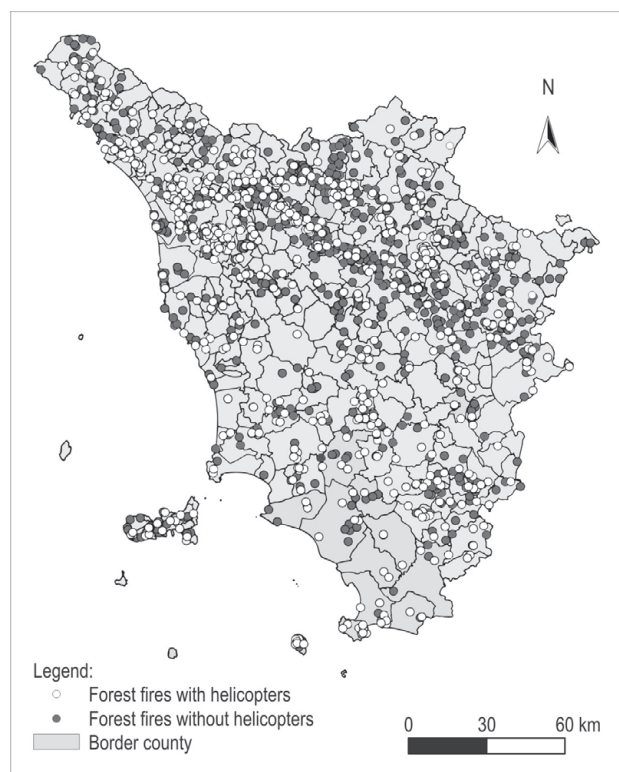 N
Legend:
Forest fires with helicopters
Forest fires without helicopters
Border county
0 30 60 km